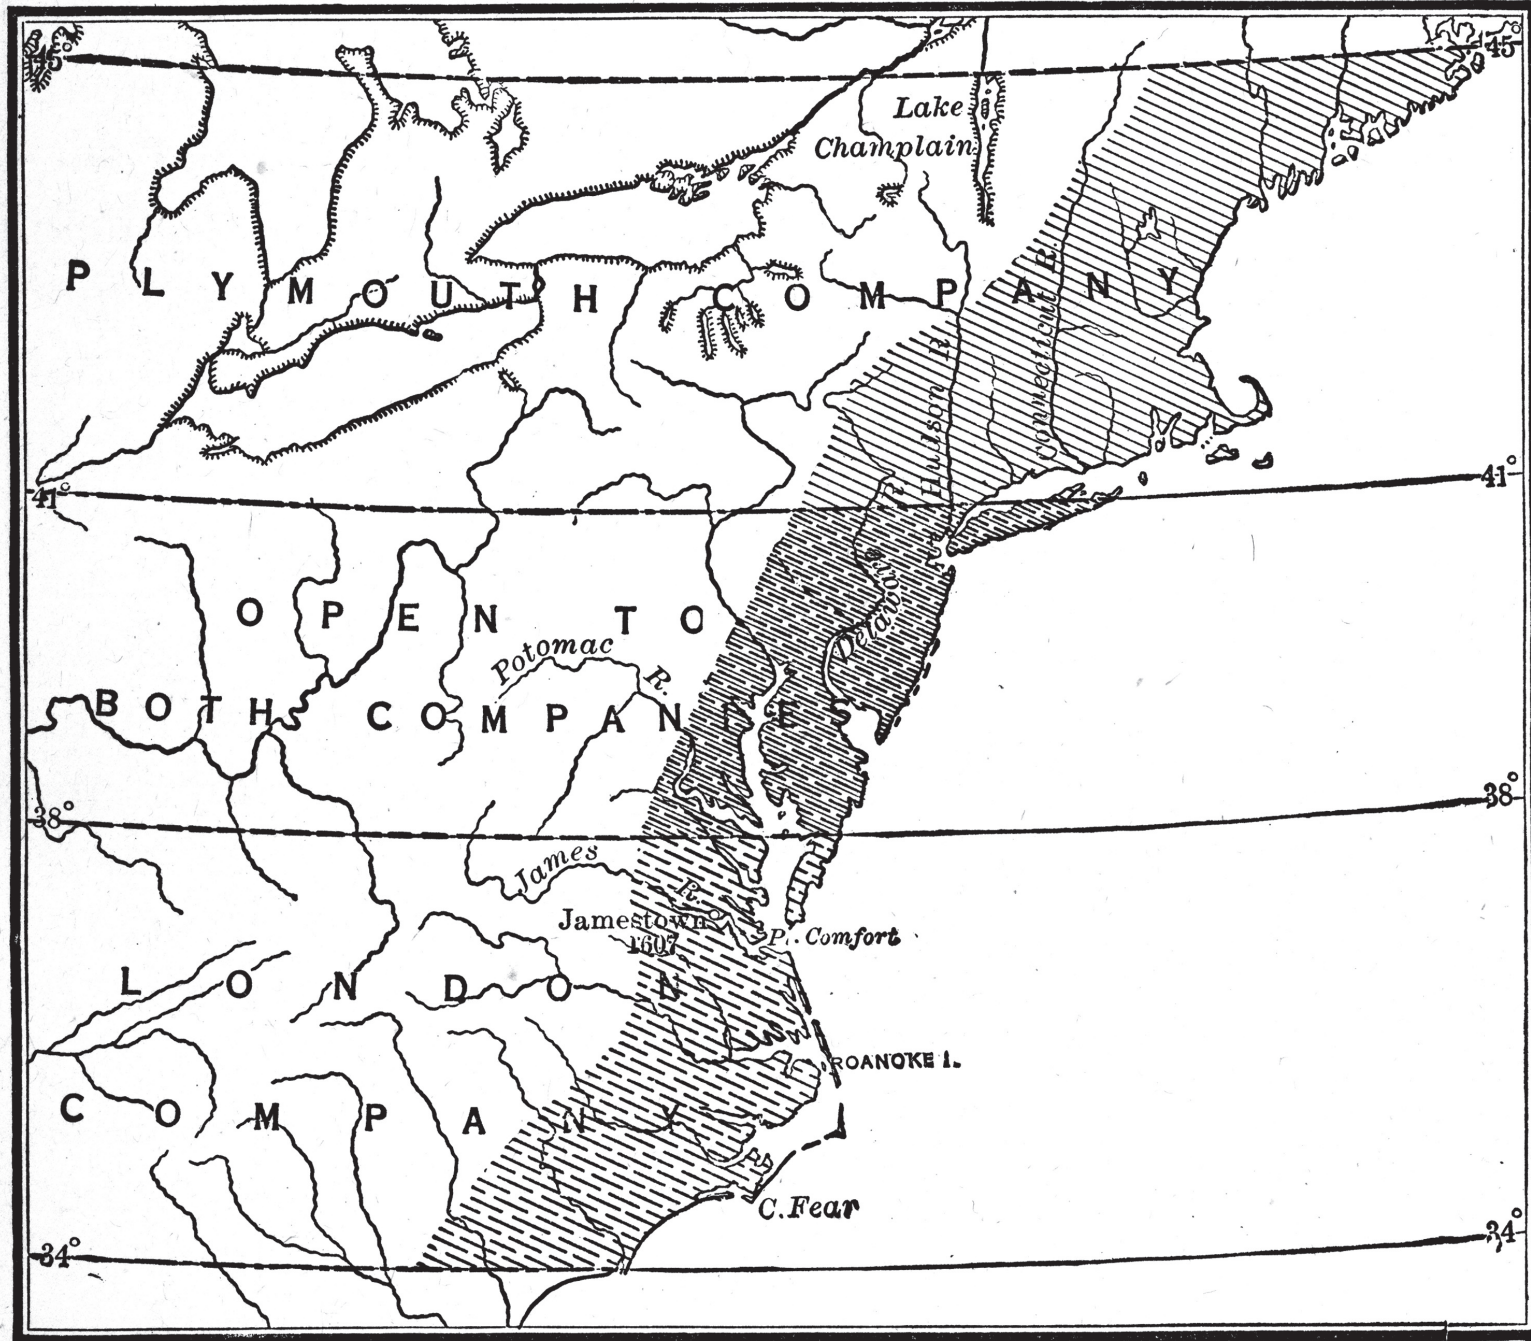 45° 45°
Lake
Champlain
PLYMOUTH COMPANY
Connecticut R.
Hudson R.
41° 41°
Delaware R.
OPEN TO
Potomac R.
BOTH COMPANIES
38° 38°
James R.
Jamestown
1607
P. Comfort
LONDON
ROANOKE I.
COMPANY
C. Fear
34° 34°